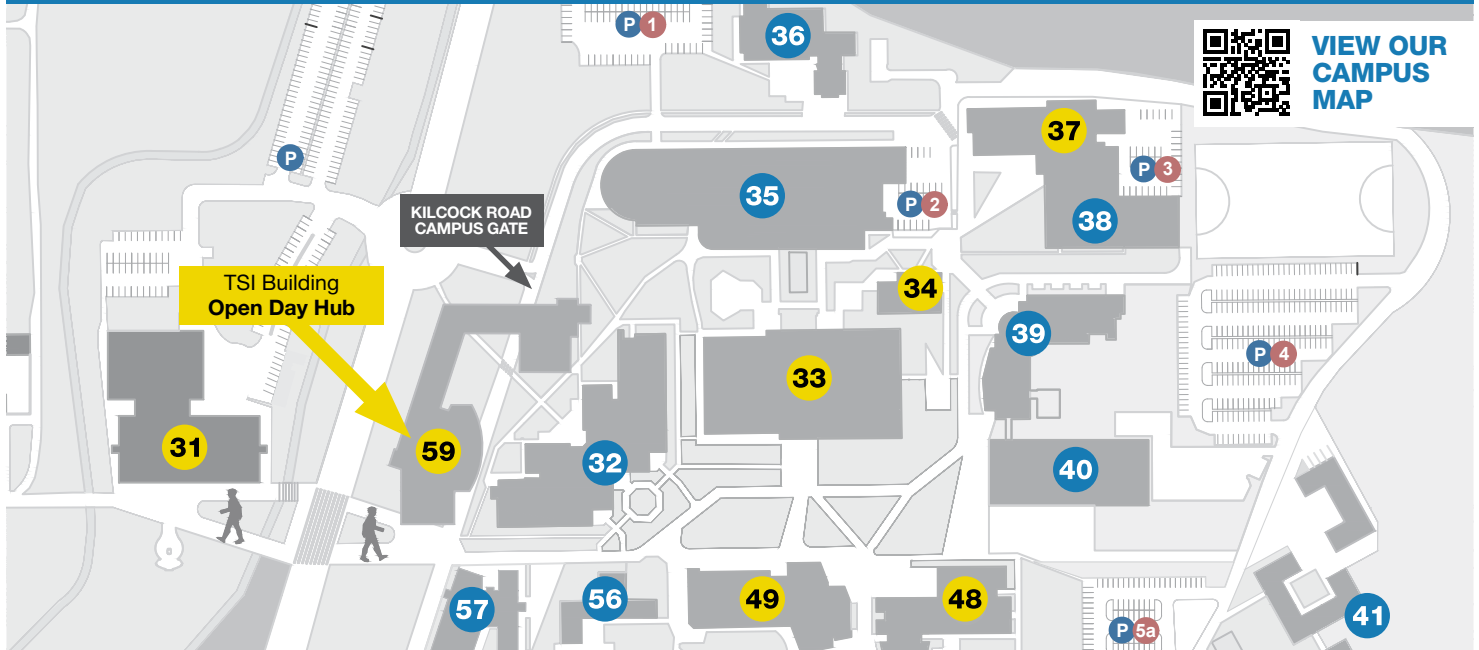 P 1
36
VIEW OUR
CAMPUS
MAP
37
P
P 3
35
P 2
38
KILCOCK ROAD
CAMPUS GATE
TSI Building
Open Day Hub
34
39
P 4
33
31
59
32
40
57
56
49
48
P 5a
41